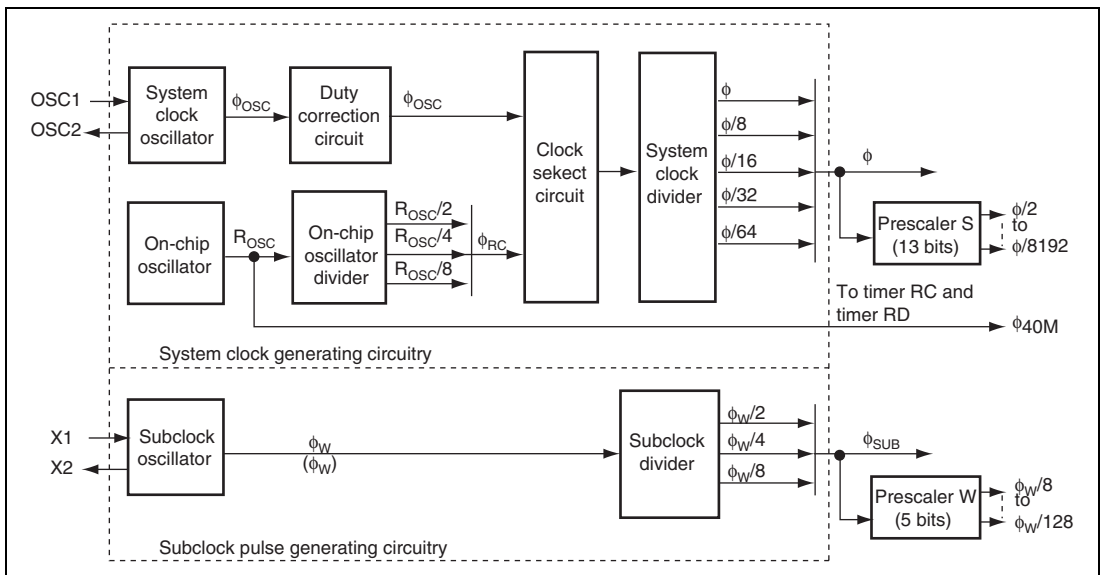 OSC1
OSC2
System
clock
oscillator
ϕOSC
Duty
correction
circuit
ϕOSC
On-chip
oscillator
ROSC
On-chip
oscillator
divider
ROSC/2
ROSC/4
ROSC/8
ϕRC
Clock
sekect
circuit
System
clock
divider
ϕ
ϕ/8
ϕ/16
ϕ/32
ϕ/64
ϕ
Prescaler S
(13 bits)
ϕ/2
to
ϕ/8192
To timer RC and
timer RD
ϕ40M
System clock generating circuitry
X1
X2
Subclock
oscillator
ϕW
(ϕW)
Subclock
divider
ϕW/2
ϕW/4
ϕW/8
ϕSUB
Prescaler W
(5 bits)
ϕW/8
to
ϕW/128
Subclock pulse generating circuitry